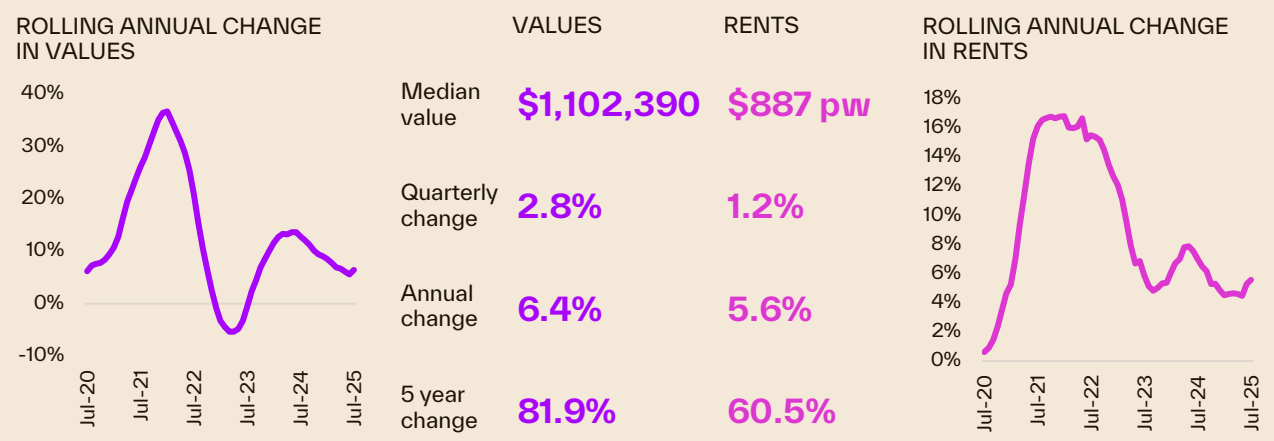 ROLLING ANNUAL CHANGE
IN VALUES
40%
30%
20%
10%
0%
-10%
Jul-20
Jul-21
Jul-22
Jul-23
Jul-24
Jul-25
VALUES RENTS
Median
value
$1,102,390 $887 pw
Quarterly
change
2.8% 1.2%
Annual
change
6.4% 5.6%
5 year
change
81.9% 60.5%
ROLLING ANNUAL CHANGE
IN RENTS
18%
16%
14%
12%
10%
8%
6%
4%
2%
0%
Jul-20
Jul-21
Jul-22
Jul-23
Jul-24
Jul-25